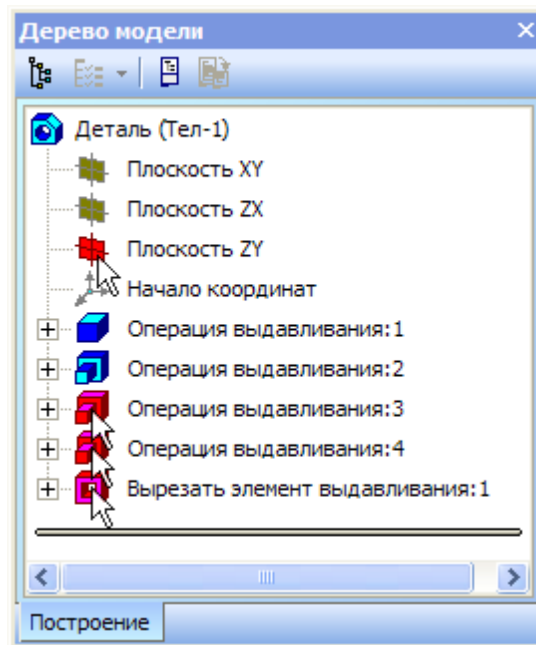 Дерево модели
Деталь (Тел-1)
Плоскость XY
Плоскость ZX
Плоскость ZY
Начало координат
Операция выдавливания:1
Операция выдавливания:2
Операция выдавливания:3
Операция выдавливания:4
Вырезать элемент выдавливания:1
Построение